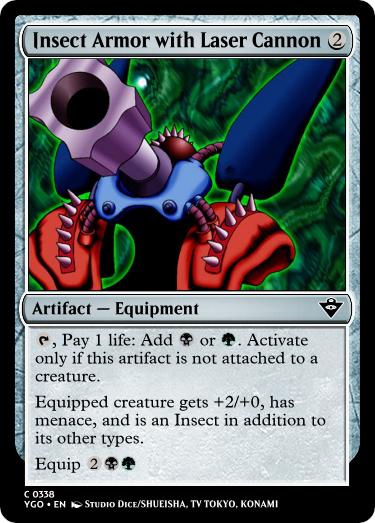 Insect Armor with Laser Cannon 2
Artifact — Equipment
, Pay 1 life: Add or . Activate
only if this artifact is not attached to a
creature.
Equipped creature gets +2/+0, has
menace, and is an Insect in addition to
its other types.
Equip 2
C 0338
YGO • EN Studio Dice/SHUEISHA, TV TOKYO, KONAMI